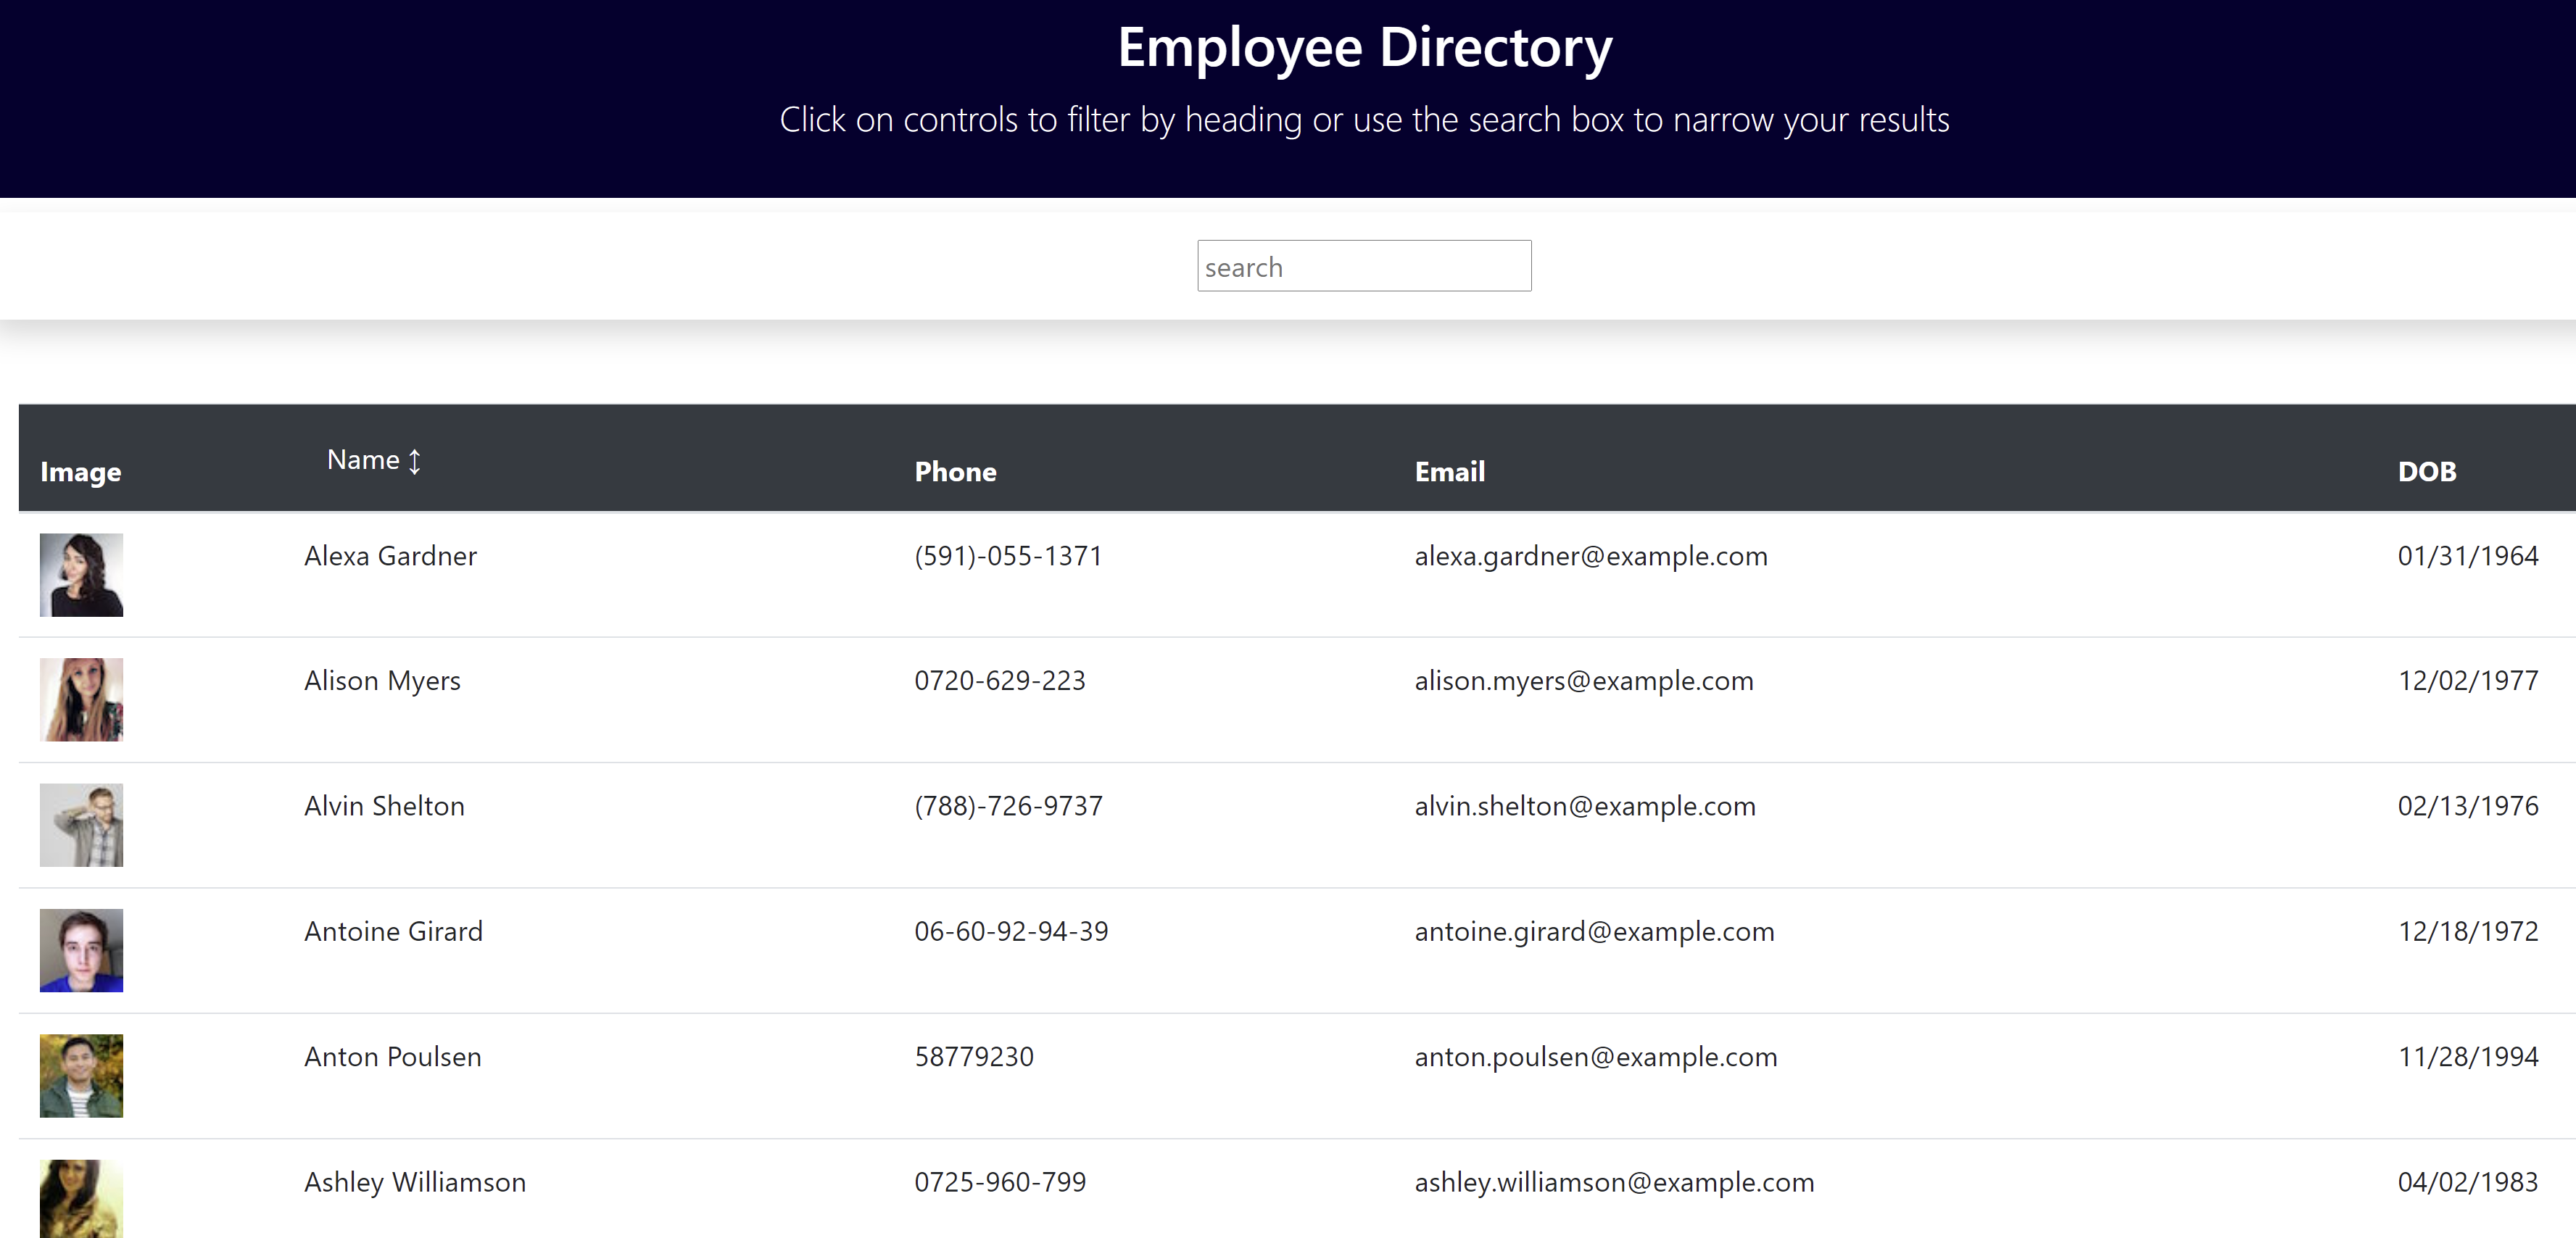 Employee Directory
Click on controls to filter by heading or use the search box to narrow your results
search
Image Name ↕ Phone Email DOB
Alexa Gardner (591)-055-1371 alexa.gardner@example.com 01/31/1964
Alison Myers 0720-629-223 alison.myers@example.com 12/02/1977
Alvin Shelton (788)-726-9737 alvin.shelton@example.com 02/13/1976
Antoine Girard 06-60-92-94-39 antoine.girard@example.com 12/18/1972
Anton Poulsen 58779230 anton.poulsen@example.com 11/28/1994
Ashley Williamson 0725-960-799 ashley.williamson@example.com 04/02/1983